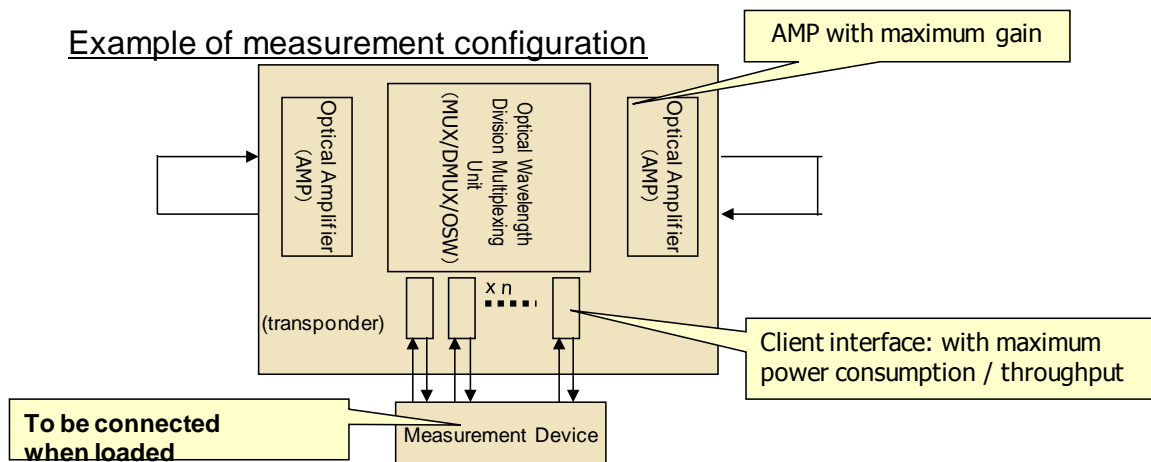 Example of measurement configuration
AMP with maximum gain
Optical Amplifier
(AMP)
Optical Wavelength
Division Multiplexing
Unit
(MUX/DMUX/OSW)
Optical Amplifier
(AMP)
x n
(transponder)
Client interface: with maximum
power consumption / throughput
To be connected
when loaded
Measurement Device